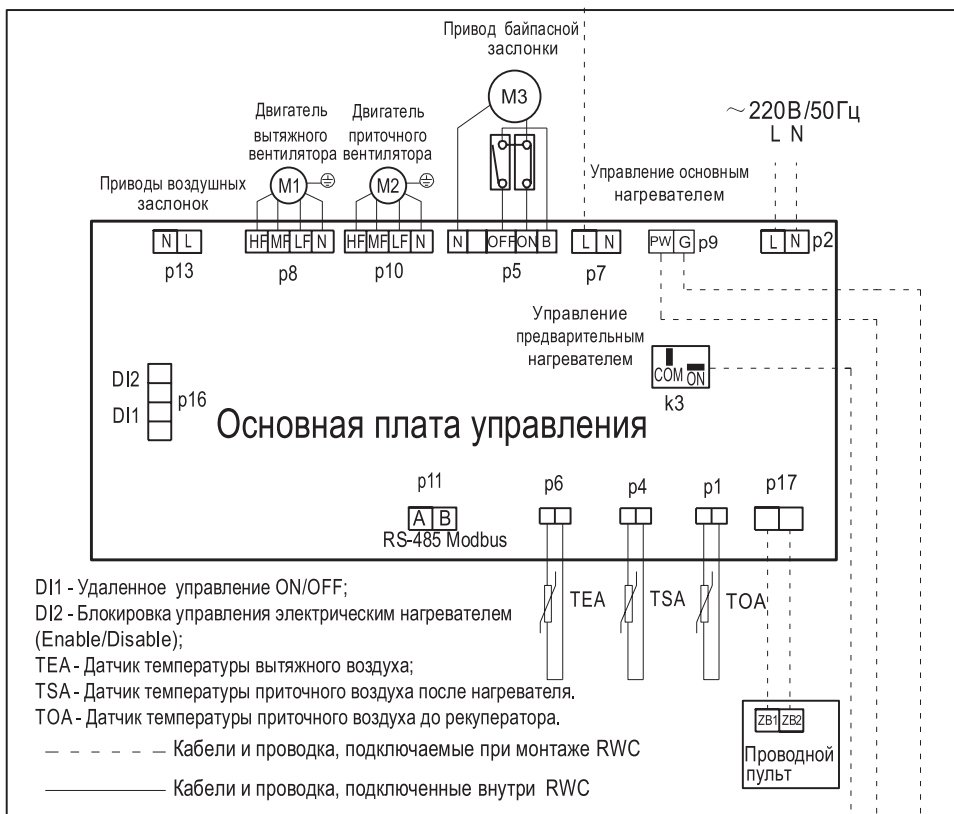 Привод байпасной
заслонки
M3
~220В/50Гц
L N
Двигатель
вытяжного
вентилятора
Двигатель
приточного
вентилятора
M1
M2
Приводы воздушных
заслонок
Управление основным
нагревателем
N L
p13
HF MF LF N
p8
HF MF LF N
p10
N OFF ON B
p5
L N
p7
PW G p9
L N p2
Управление
предварительным
нагревателем
COM ON
k3
DI2
DI1
p16
Основная плата управления
p11
A B
RS-485 Modbus
p6
p4
p1
p17
TEA
TSA
TOA
DI1 - Удаленное управление ON/OFF;
DI2 - Блокировка управления электрическим нагревателем
(Enable/Disable);
TEA - Датчик температуры вытяжного воздуха;
TSA - Датчик температуры приточного воздуха после нагревателя.
TOA - Датчик температуры приточного воздуха до рекуператора.
Кабели и проводка, подключаемые при монтаже RWC
Кабели и проводка, подключенные внутри RWC
ZB1 ZB2
Проводной
пульт